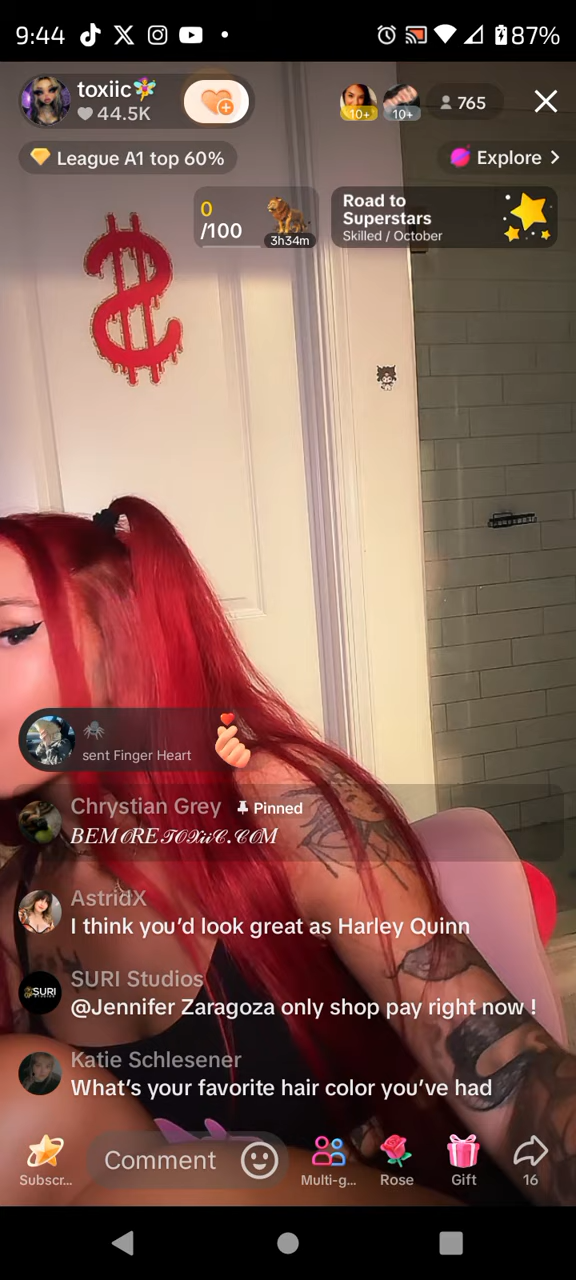 9:44
87%
toxiic🧚
44.5K
10+
10+
765
League A1 top 60%
Explore >
0
/100
3h34m
Road to
Superstars
Skilled / October
🕷️
sent Finger Heart
Chrystian Grey Pinned
𝐵𝐸𝑀𝒪𝑅𝐸 𝒯𝒪𝒳𝒾𝒾𝒞.𝒞𝒪𝑀
AstridX
I think you’d look great as Harley Quinn
SURI
SURI Studios
@Jennifer Zaragoza only shop pay right now !
Katie Schlesener
What’s your favorite hair color you’ve had
Comment
Subscr...
Multi-g...
Rose
Gift
16